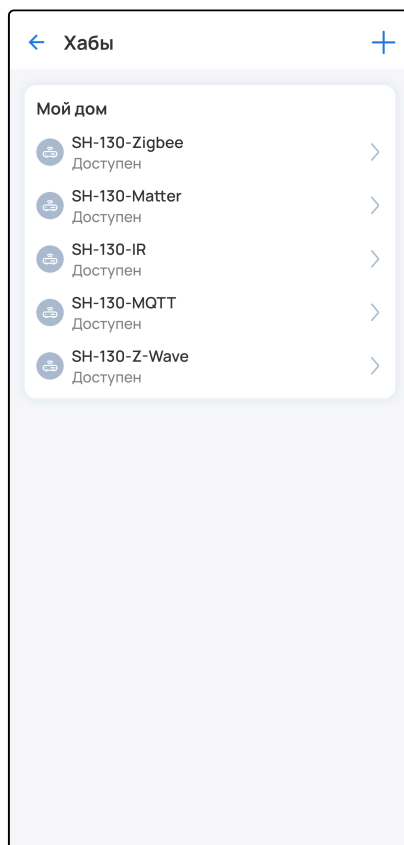 Хабы
Мой дом
SH-130-Zigbee
Доступен
SH-130-Matter
Доступен
SH-130-IR
Доступен
SH-130-MQTT
Доступен
SH-130-Z-Wave
Доступен